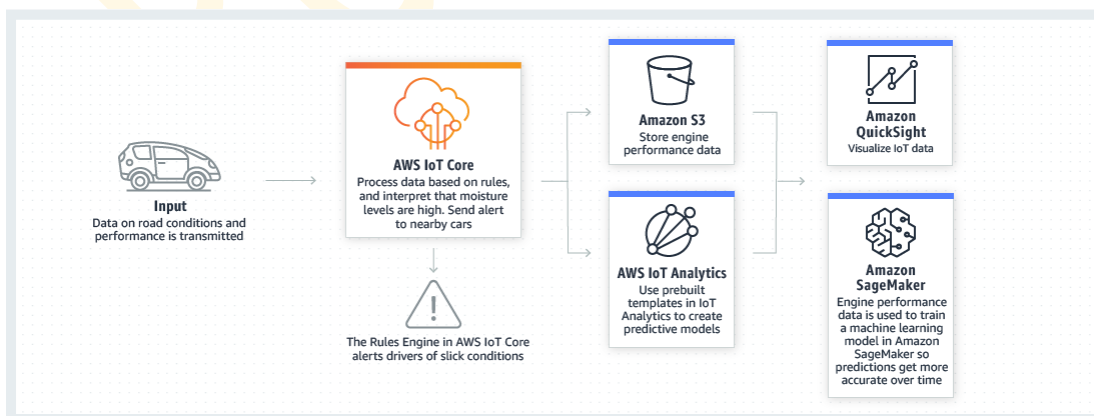 Input
Data on road conditions and
performance is transmitted
AWS IoT Core
Process data based on rules,
and interpret that moisture
levels are high. Send alert
to nearby cars
The Rules Engine in AWS IoT Core
alerts drivers of slick conditions
Amazon S3
Store engine
performance data
AWS IoT Analytics
Use prebuilt
templates in IoT
Analytics to create
predictive models
Amazon
QuickSight
Visualize IoT data
Amazon
SageMaker
Engine performance
data is used to train
a machine learning
model in Amazon
SageMaker so
predictions get more
accurate over time